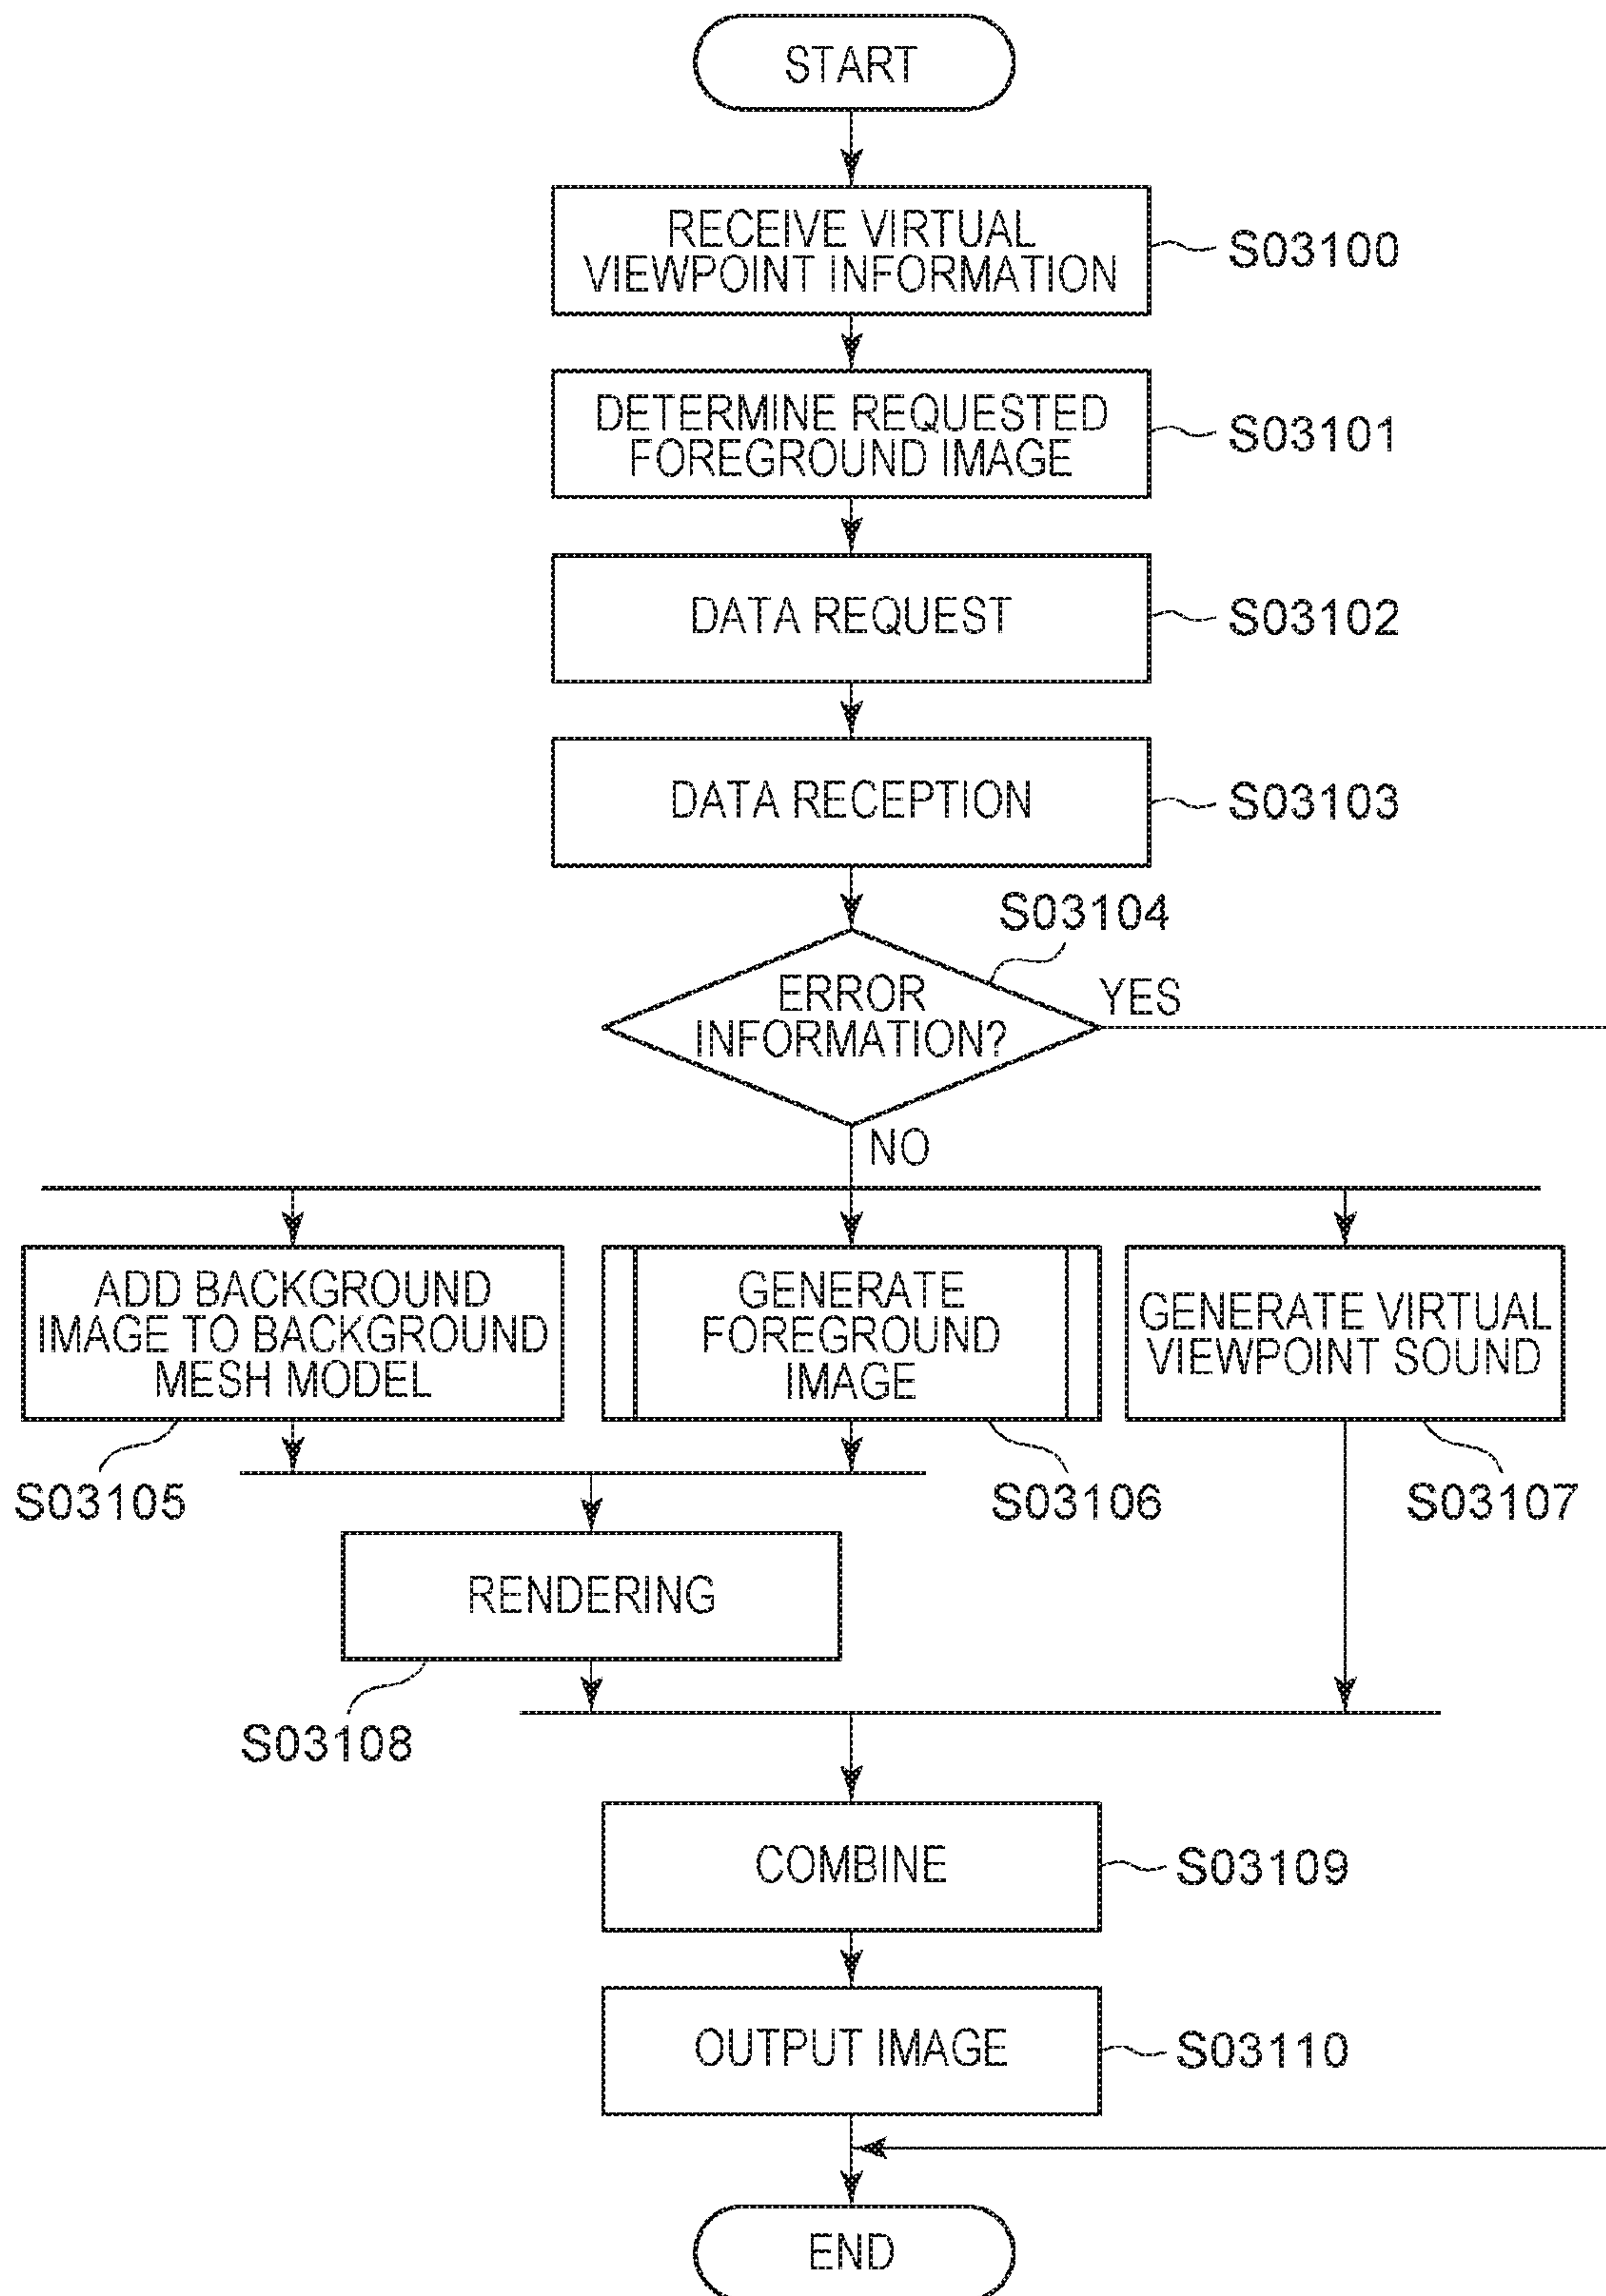 START
RECEIVE VIRTUAL
VIEWPOINT INFORMATION
S03100
DETERMINE REQUESTED
FOREGROUND IMAGE
S03101
DATA REQUEST
S03102
DATA RECEPTION
S03103
S03104
ERROR
INFORMATION?
YES
NO
ADD BACKGROUND
IMAGE TO BACKGROUND
MESH MODEL
GENERATE
FOREGROUND
IMAGE
GENERATE VIRTUAL
VIEWPOINT SOUND
S03105
S03106
S03107
RENDERING
S03108
COMBINE
S03109
OUTPUT IMAGE
S03110
END